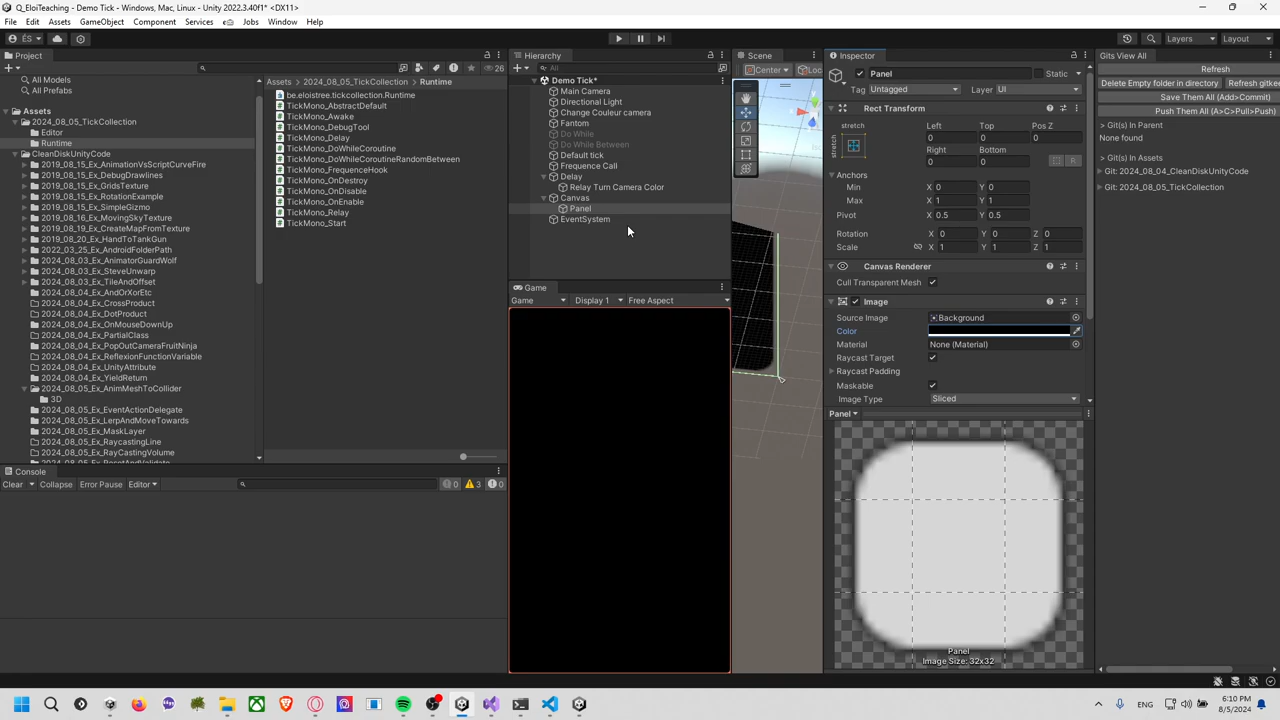 Q_EloiTeaching - Demo Tick - Windows, Mac, Linux - Unity 2022.3.40f1* <DX11>
File Edit Assets GameObject Component Services Jobs Window Help
ÉS
Layers Layout
Project
26
All Models
All Prefabs
Assets
2024_08_05_TickCollection
Editor
Runtime
CleanDiskUnityCode
2019_08_15_Ex_AnimationVsScriptCurveFire
2019_08_15_Ex_DebugDrawlines
2019_08_15_Ex_GridsTexture
2019_08_15_Ex_RotationExample
2019_08_15_Ex_SimpleGizmo
2019_08_16_Ex_MovingSkyTexture
2019_08_19_Ex_CreateMapFromTexture
2019_08_20_Ex_HandToTankGun
2022_03_25_Ex_AndroidFolderPath
2024_08_03_Ex_AnimatorGuardWolf
2024_08_03_Ex_SteveUnwarp
2024_08_03_Ex_TileAndOffset
2024_08_04_Ex_AndOrXorEtc
2024_08_04_Ex_CrossProduct
2024_08_04_Ex_DotProduct
2024_08_04_Ex_OnMouseDownUp
2024_08_04_Ex_PartialClass
2024_08_04_Ex_PopOutCameraFruitNinja
2024_08_04_Ex_ReflexionFunctionVariable
2024_08_04_Ex_UnityAttribute
2024_08_04_Ex_YieldReturn
2024_08_05_Ex_AnimMeshToCollider
3D
2024_08_05_Ex_EventActionDelegate
2024_08_05_Ex_LerpAndMoveTowards
2024_08_05_Ex_MaskLayer
2024_08_05_Ex_RaycastingLine
2024_08_05_Ex_RaycastingVolume
Assets 2024_08_05_TickCollection Runtime
be.eloistree.tickcollection.Runtime
TickMono_AbstractDefault
TickMono_Awake
TickMono_DebugTool
TickMono_Delay
TickMono_DoWhileCoroutine
TickMono_DoWhileCoroutineRandomBetween
TickMono_FrequenceHook
TickMono_OnDestroy
TickMono_OnDisable
TickMono_OnEnable
TickMono_Relay
TickMono_Start
Console
Clear Collapse Error Pause Editor 0 3 0
Hierarchy
All
Demo Tick*
Main Camera
Directional Light
Change Couleur camera
Fantom
Do While
Do While Between
Default tick
Frequence Call
Delay
Relay Turn Camera Color
Canvas
Panel
EventSystem
Game
Game Display 1 Free Aspect
Scene
Center Loc
Inspector
Panel Static
Tag Untagged Layer UI
Rect Transform
stretch Left Top Pos Z
stretch 0 0 0
Right Bottom
0 0 R
Anchors
Min X 0 Y 0
Max X 1 Y 1
Pivot X 0.5 Y 0.5
Rotation X 0 Y 0 Z 0
Scale X 1 Y 1 Z 1
Canvas Renderer
Cull Transparent Mesh
Image
Source Image Background
Color
Material None (Material)
Raycast Target
Raycast Padding
Maskable
Image Type Sliced
Panel
Panel
Image Size: 32x32
Gits View All
Refresh
Delete Empty folder in directory Refresh gitke
Save Them All (Add>Commit)
Push Them All (A>C>Pull>Push)
> Git(s) In Parent
None found
> Git(s) In Assets
Git: 2024_08_04_CleanDiskUnityCode
Git: 2024_08_05_TickCollection
ENG
6:10 PM
8/5/2024